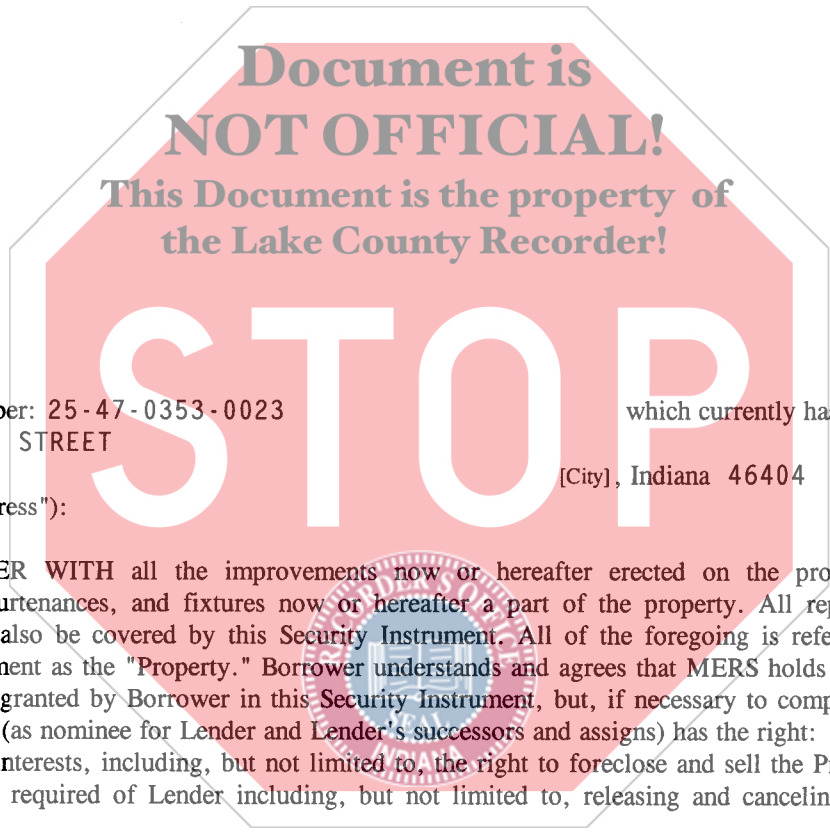 Document is
NOT OFFICIAL!
This Document is the property of
the Lake County Recorder!
STOP
ber: 25-47-0353-0023 which currently ha
STREET
[City], Indiana 46404
ress"):
ER WITH all the improvements now or hereafter erected on the pro
urtenances, and fixtures now or hereafter a part of the property. All rep
also be covered by this Security Instrument. All of the foregoing is refe
ment as the "Property." Borrower understands and agrees that MERS holds
granted by Borrower in this Security Instrument, but, if necessary to comp
(as nominee for Lender and Lender's successors and assigns) has the right:
nterests, including, but not limited to, the right to foreclose and sell the P
required of Lender including, but not limited to, releasing and cancelin
RECORDER'S OFFICE
SEAL
INDIANA